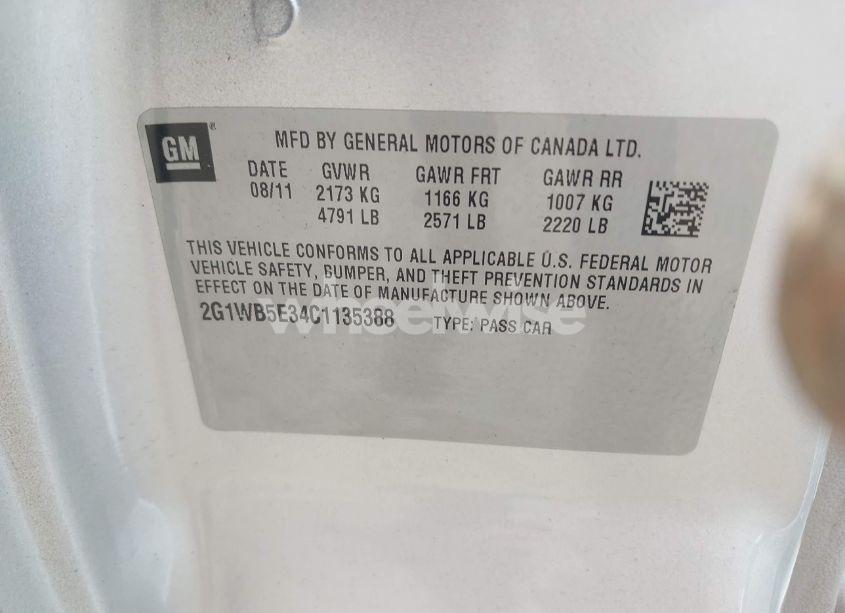 GM
MFD BY GENERAL MOTORS OF CANADA LTD.
DATE GVWR GAWR FRT GAWR RR
08/11 2173 KG 1166 KG 1007 KG
4791 LB 2571 LB 2220 LB
THIS VEHICLE CONFORMS TO ALL APPLICABLE U.S. FEDERAL MOTOR
VEHICLE SAFETY, BUMPER, AND THEFT PREVENTION STANDARDS IN
EFFECT ON THE DATE OF MANUFACTURE SHOWN ABOVE.
2G1WB5E34C1135388 TYPE: PASS CAR
wheelwise